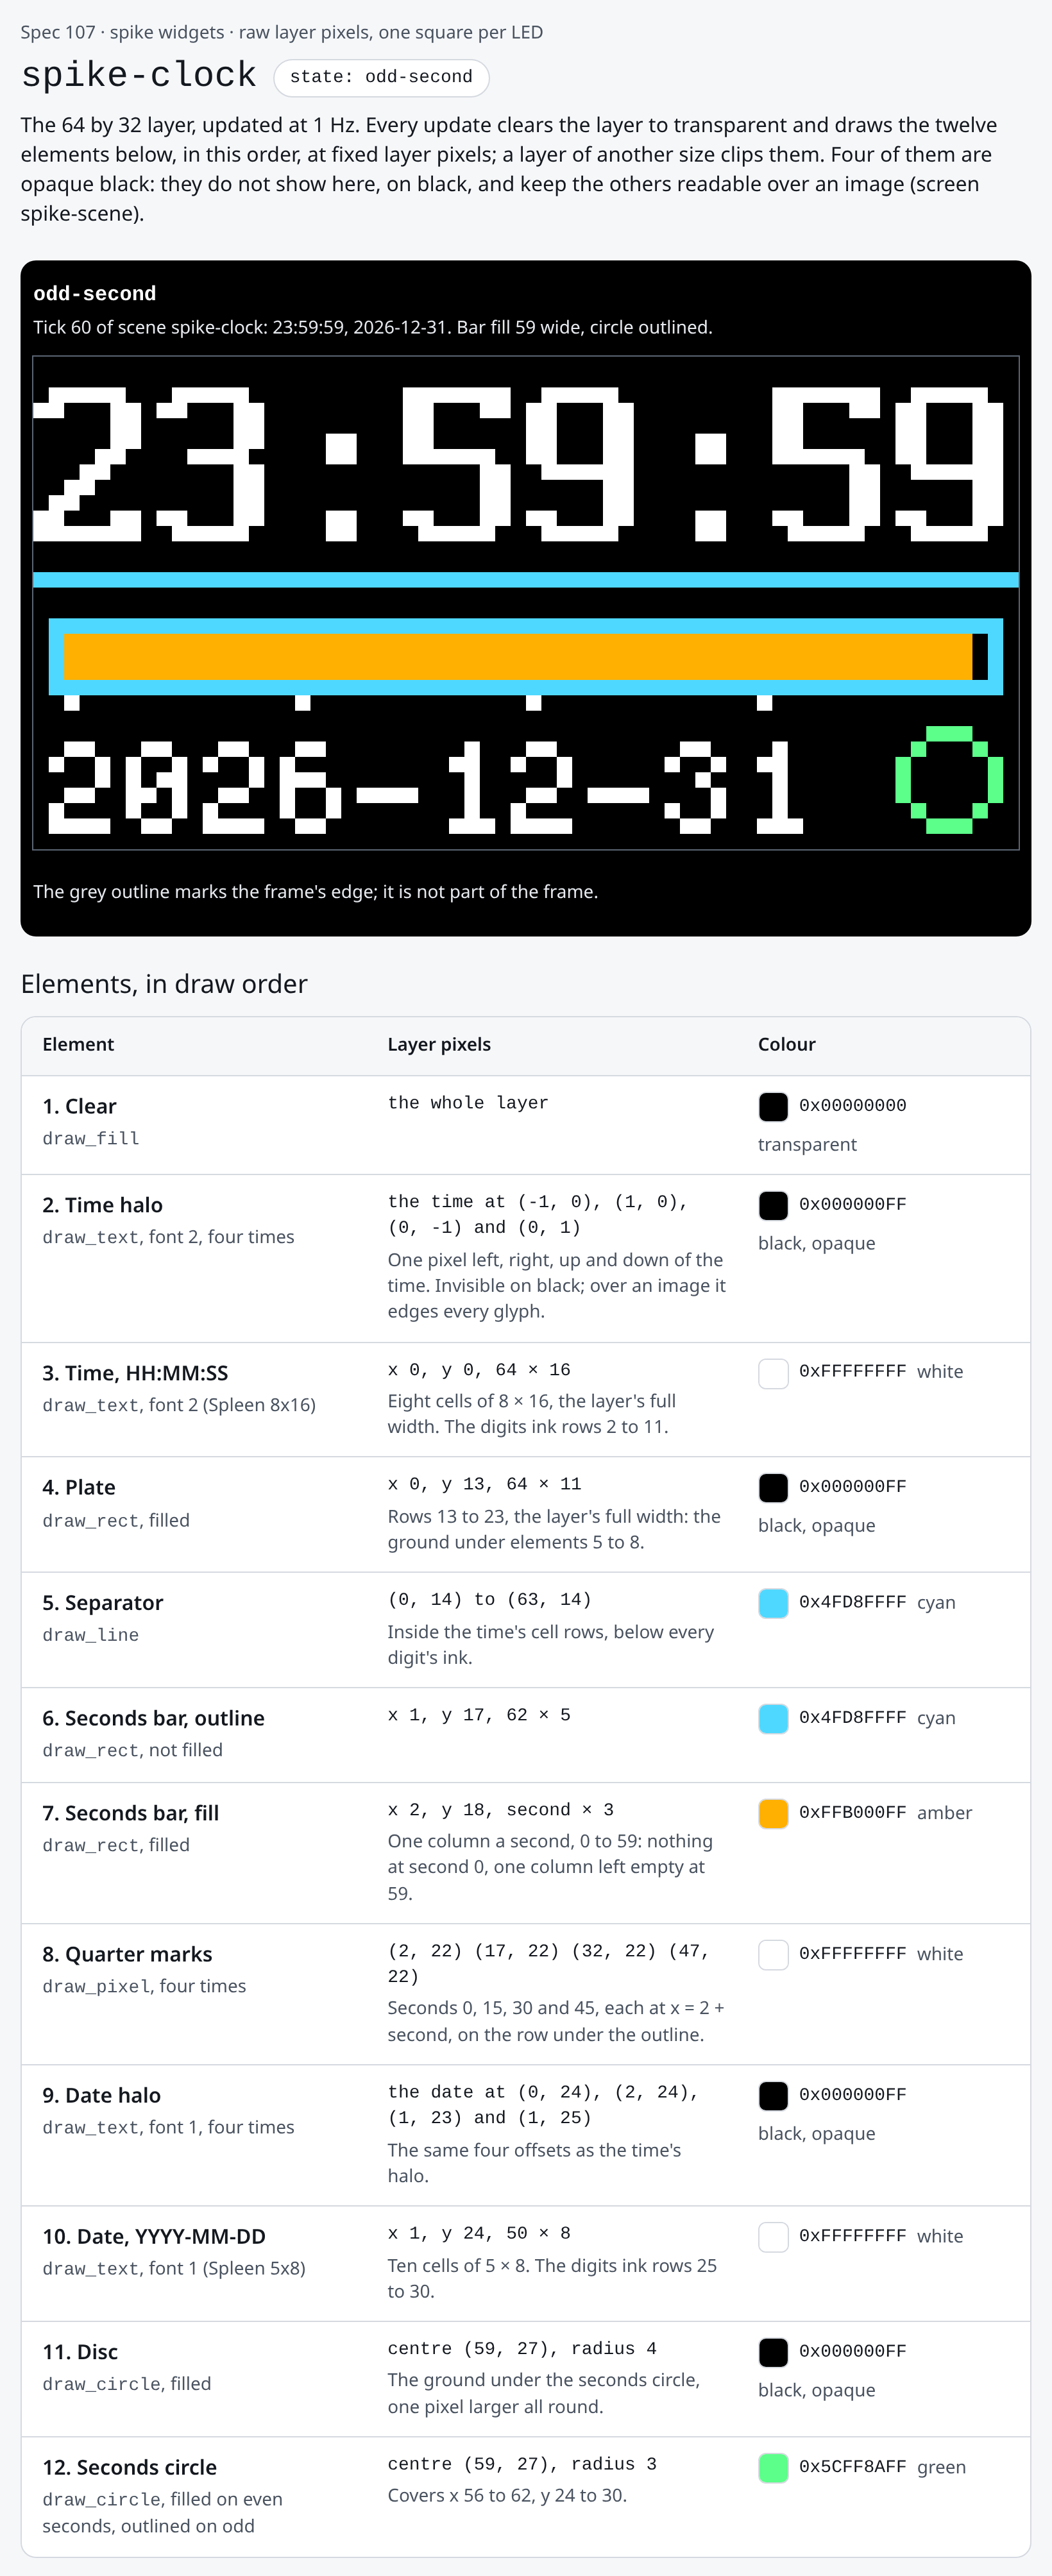 Spec 107 · spike widgets · raw layer pixels, one square per LED
spike-clock
state: odd-second
The 64 by 32 layer, updated at 1 Hz. Every update clears the layer to transparent and draws the twelve
elements below, in this order, at fixed layer pixels; a layer of another size clips them. Four of them are
opaque black: they do not show here, on black, and keep the others readable over an image (screen
spike-scene).
odd-second
Tick 60 of scene spike-clock: 23:59:59, 2026-12-31. Bar fill 59 wide, circle outlined.
23:59:59
2026-12-31
The grey outline marks the frame's edge; it is not part of the frame.
Elements, in draw order
Element Layer pixels Colour
1. Clear
draw_fill
the whole layer
0x00000000
transparent
2. Time halo
draw_text, font 2, four times
the time at (-1, 0), (1, 0),
(0, -1) and (0, 1)
One pixel left, right, up and down of the
time. Invisible on black; over an image it
edges every glyph.
0x000000FF
black, opaque
3. Time, HH:MM:SS
draw_text, font 2 (Spleen 8x16)
x 0, y 0, 64 × 16
Eight cells of 8 × 16, the layer's full
width. The digits ink rows 2 to 11.
0xFFFFFFFF white
4. Plate
draw_rect, filled
x 0, y 13, 64 × 11
Rows 13 to 23, the layer's full width: the
ground under elements 5 to 8.
0x000000FF
black, opaque
5. Separator
draw_line
(0, 14) to (63, 14)
Inside the time's cell rows, below every
digit's ink.
0x4FD8FFFF cyan
6. Seconds bar, outline
draw_rect, not filled
x 1, y 17, 62 × 5
0x4FD8FFFF cyan
7. Seconds bar, fill
draw_rect, filled
x 2, y 18, second × 3
One column a second, 0 to 59: nothing
at second 0, one column left empty at
59.
0xFFB000FF amber
8. Quarter marks
draw_pixel, four times
(2, 22) (17, 22) (32, 22) (47,
22)
Seconds 0, 15, 30 and 45, each at x = 2 +
second, on the row under the outline.
0xFFFFFFFF white
9. Date halo
draw_text, font 1, four times
the date at (0, 24), (2, 24),
(1, 23) and (1, 25)
The same four offsets as the time's
halo.
0x000000FF
black, opaque
10. Date, YYYY-MM-DD
draw_text, font 1 (Spleen 5x8)
x 1, y 24, 50 × 8
Ten cells of 5 × 8. The digits ink rows 25
to 30.
0xFFFFFFFF white
11. Disc
draw_circle, filled
centre (59, 27), radius 4
The ground under the seconds circle,
one pixel larger all round.
0x000000FF
black, opaque
12. Seconds circle
draw_circle, filled on even
seconds, outlined on odd
centre (59, 27), radius 3
Covers x 56 to 62, y 24 to 30.
0x5CFF8AFF green